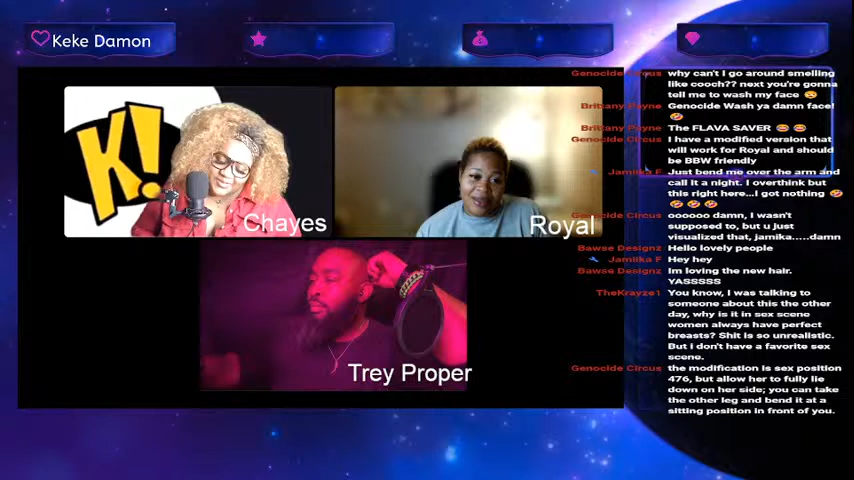 Keke Damon
K!
Chayes
Royal
Trey Proper
Genocide Circus why can't I go around smelling
like cooch?? next you're gonna
tell me to wash my face 😒
Brittany Payne Genocide Wash ya damn face!
🤣
Brittany Payne The FLAVA SAVER 😂 😂
Genocide Circus I have a modified version that
will work for Royal and should
be BBW friendly
Jamiika F Just bend me over the arm and
call it a night. I overthink but
this right here...I got nothing 🤣
🤣 🤣 🤣 🤣
Genocide Circus oooooo damn, I wasn't
supposed to, but u just
visualized that, jamika.....damn
Bawse Designz Hello lovely people
Jamiika F Hey hey
Bawse Designz Im loving the new hair.
YASSSSS
TheKrayze1 You know, I was talking to
someone about this the other
day, why is it in sex scene
women always have perfect
breasts? Shit is so unrealistic.
But i don't have a favorite sex
scene.
Genocide Circus the modification is sex position
476, but allow her to fully lie
down on her side; you can take
the other leg and bend it at a
sitting position in front of you.